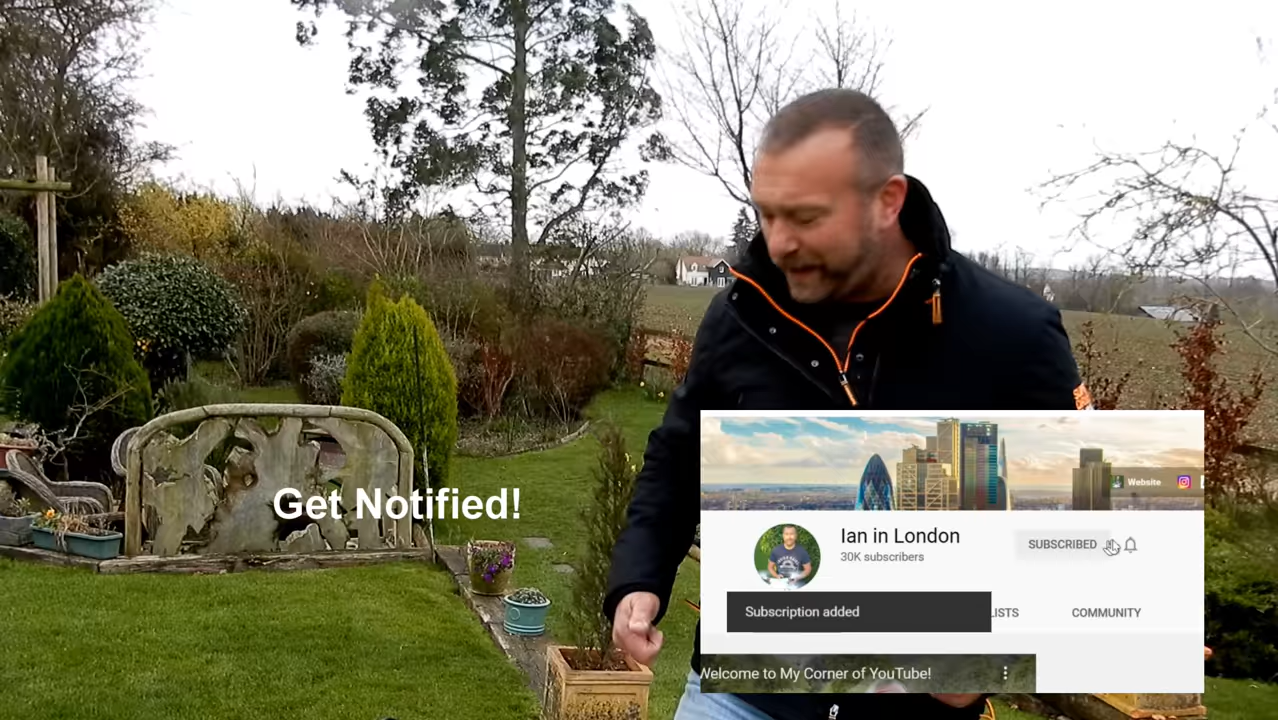 Get Notified!
Website
Ian in London
30K subscribers
SUBSCRIBED
Subscription added
LISTS
COMMUNITY
Welcome to My Corner of YouTube!